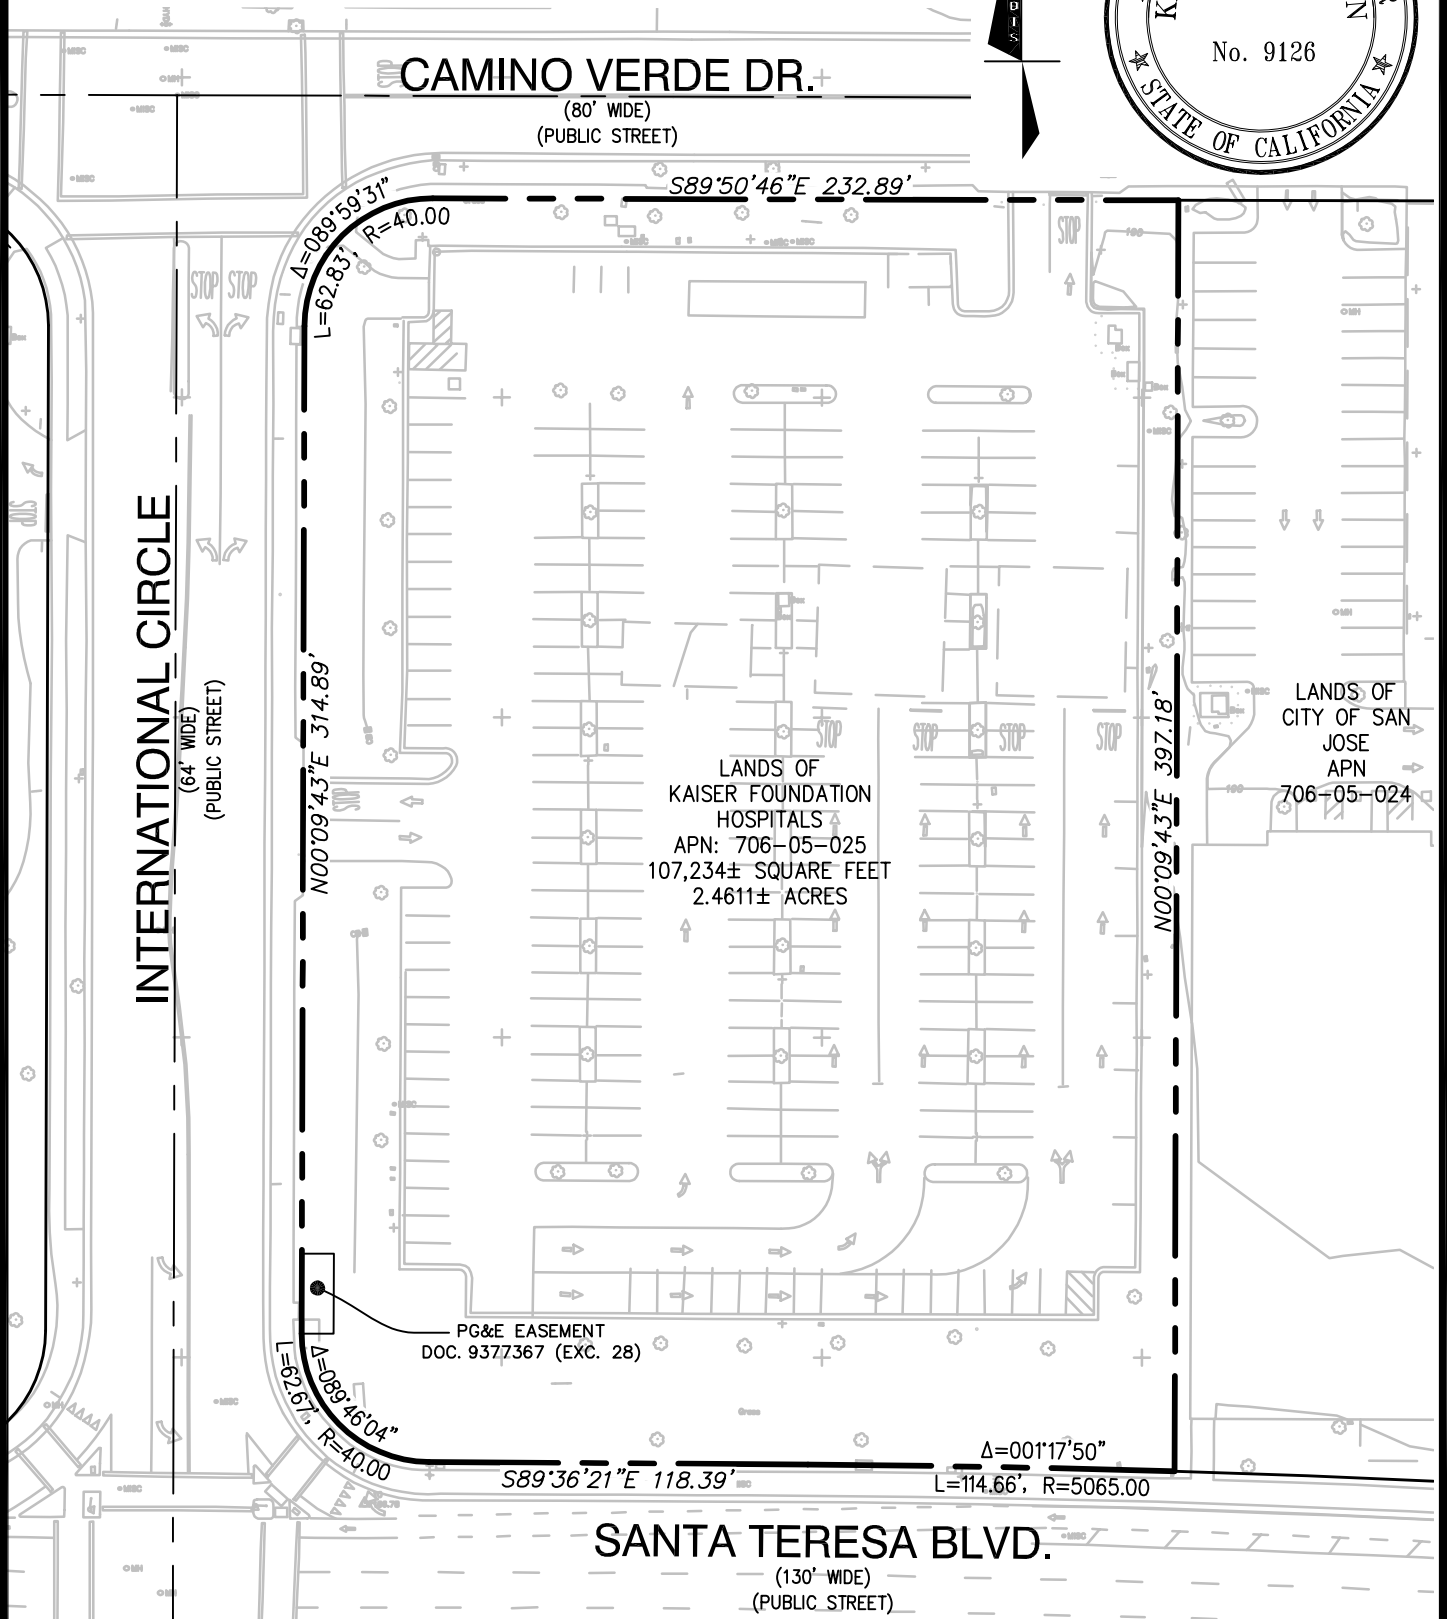 No. 9126
STATE OF CALIFORNIA
CAMINO VERDE DR.
(80' WIDE)
(PUBLIC STREET)
S89°50'46"E 232.89'
Δ=089°59'31"
R=40.00
L=62.83',
STOP
STOP
STOP
STOP
STOP
INTERNATIONAL CIRCLE
(64' WIDE)
(PUBLIC STREET)
N00°09'43"E 314.89'
N00°09'43"E 397.18'
LANDS OF
CITY OF SAN
JOSE
APN
706-05-024
STOP
STOP
STOP
STOP
STOP
LANDS OF
KAISER FOUNDATION
HOSPITALS
APN: 706-05-025
107,234± SQUARE FEET
2.4611± ACRES
PG&E EASEMENT
DOC. 9377367 (EXC. 28)
Δ=089°46'04"
L=62.67', R=40.00
Grass
S89°36'21"E 118.39'
Δ=001°17'50"
L=114.66', R=5065.00
SANTA TERESA BLVD.
(130' WIDE)
(PUBLIC STREET)